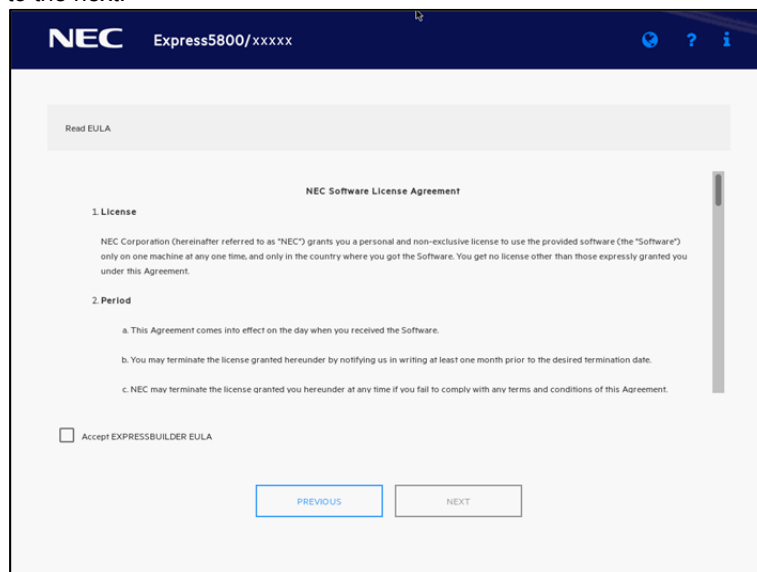 to the next.
NEC Express5800/xxxxx ? i
Read EULA
NEC Software License Agreement
1. License
NEC Corporation (hereinafter referred to as "NEC") grants you a personal and non-exclusive license to use the provided software (the "Software")
only on one machine at any one time, and only in the country where you got the Software. You get no license other than those expressly granted you
under this Agreement.
2. Period
a. This Agreement comes into effect on the day when you received the Software.
b. You may terminate the license granted hereunder by notifying us in writing at least one month prior to the desired termination date.
c. NEC may terminate the license granted you hereunder at any time if you fail to comply with any terms and conditions of this Agreement.
Accept EXPRESSBUILDER EULA
PREVIOUS NEXT